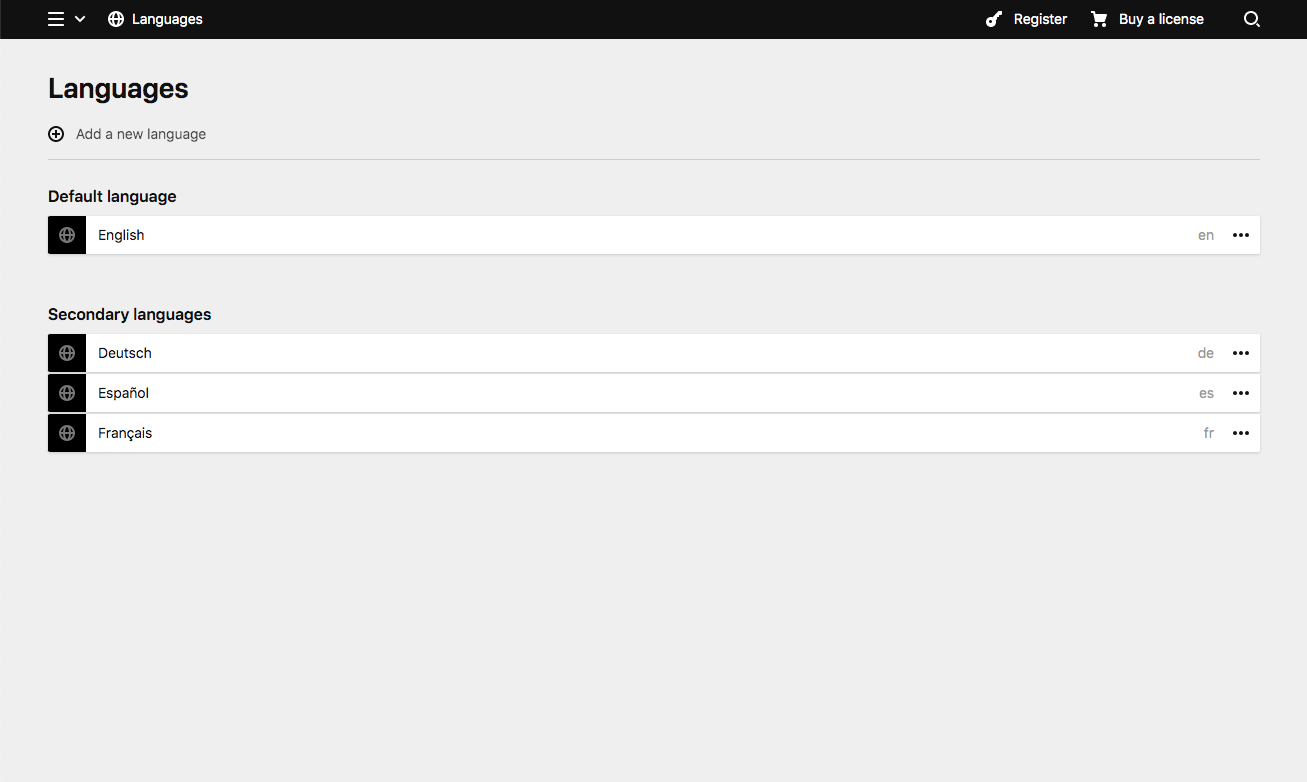 Languages
Register
Buy a license
Languages
Add a new language
Default language
English en
Secondary languages
Deutsch de
Español es
Français fr